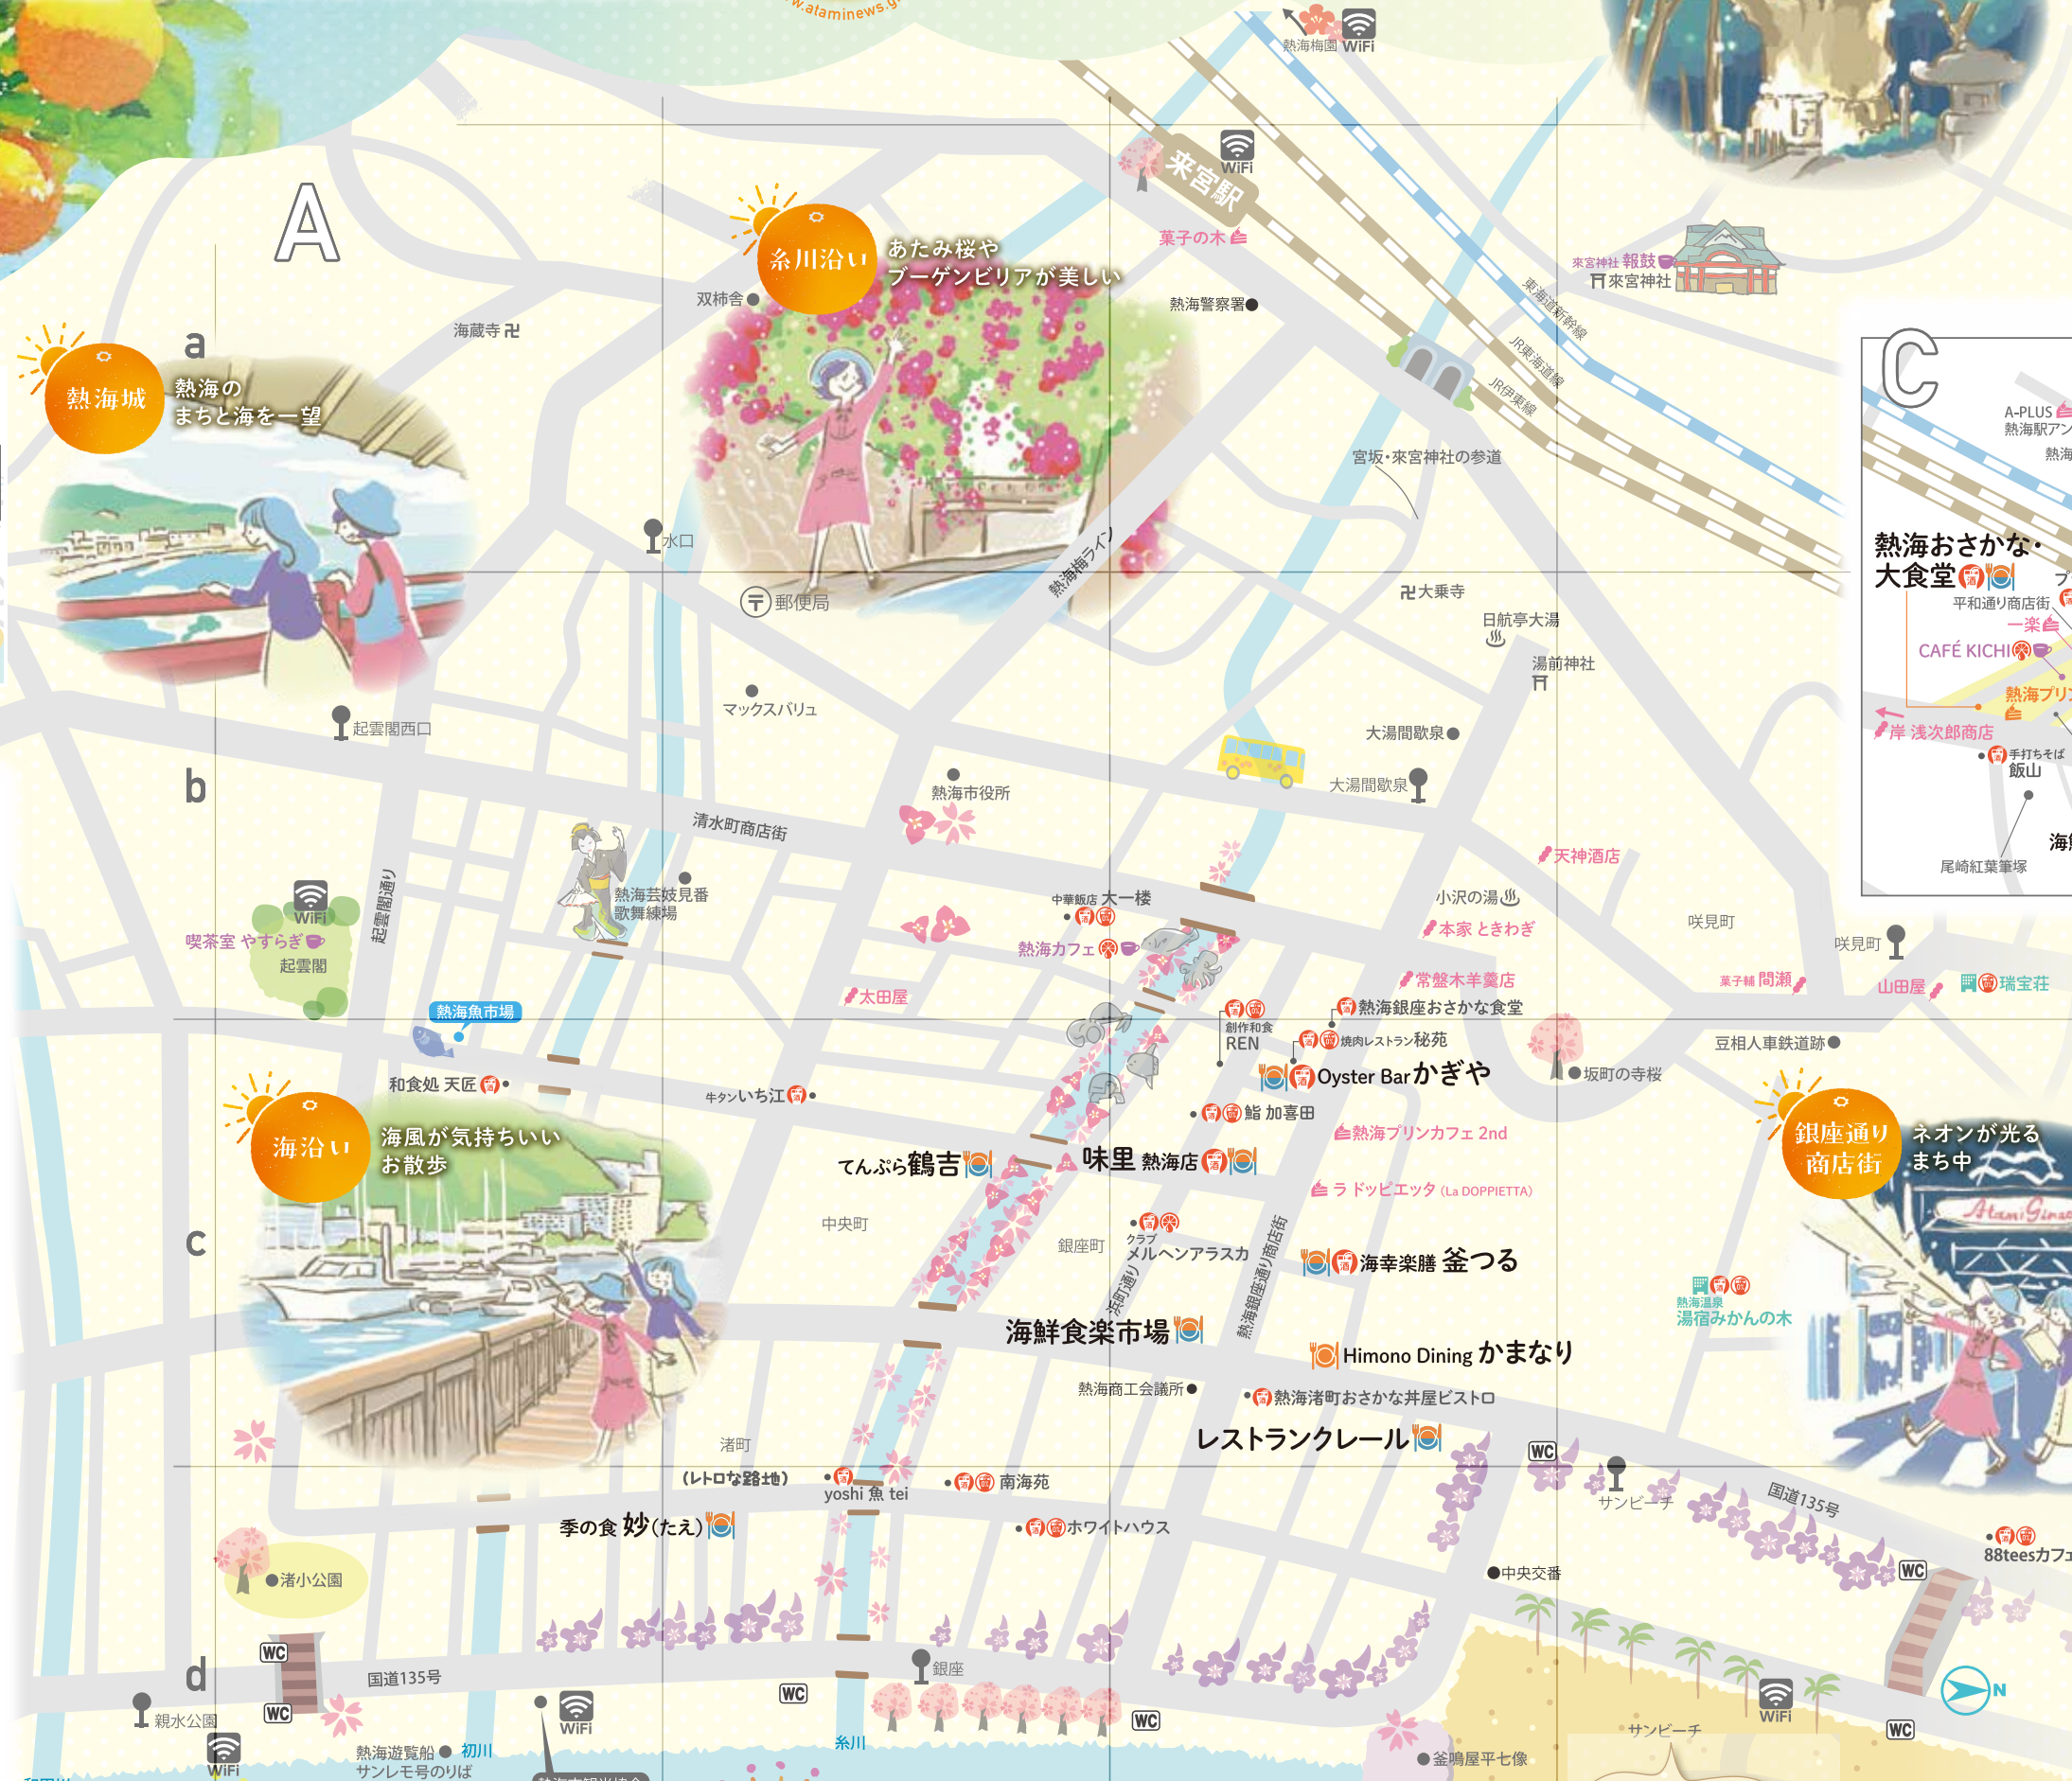 www.ataminews.gr
熱海梅園
WiFi
WiFi
来宮駅
A
糸川沿い
あたみ桜や
ブーゲンビリアが美しい
菓子の木
來宮神社 報鼓
來宮神社
双柿舎
熱海警察署
海蔵寺
東海道新幹線
JR東海道線
JR伊東線
a
熱海城
熱海の
まちと海を一望
C
A-PLUS
熱海駅アン
熱海
宮坂・來宮神社の参道
水口
熱海梅ライン
熱海おさかな・
大食堂
郵便局
大乗寺
日航亭大湯
湯前神社
平和通り商店街
一楽
CAFÉ KICHI
熱海プリン
岸 浅次郎商店
手打ちそば
飯山
尾崎紅葉筆塚
海鮮
起雲閣西口
マックスバリュ
大湯間歇泉
大湯間歇泉
b
熱海市役所
清水町商店街
天神酒店
起雲閣通り
熱海芸妓見番
歌舞練場
中華飯店 大一楼
小沢の湯
WiFi
喫茶室 やすらぎ
起雲閣
熱海カフェ
本家 ときわぎ
咲見町
咲見町
太田屋
常盤木羊羹店
菓子輔 間瀬
山田屋
瑞宝荘
熱海魚市場
熱海銀座おさかな食堂
創作和食
REN
焼肉レストラン 秘苑
豆相人車鉄道跡
Oyster Bar かぎや
坂町の寺桜
和食処 天匠
牛タン いち江
鮨 加喜田
熱海プリンカフェ 2nd
海沿い
海風が気持ちいい
お散歩
銀座通り
商店街
ネオンが光る
まち中
Atami Ginza
てんぷら 鶴吉
味里 熱海店
ラ ドッピエッタ (La DOPPIETTA)
中央町
銀座町
クラブ
メルヘンアラスカ
c
浜町通り
熱海銀座通り商店街
海幸楽膳 釜つる
熱海温泉
湯宿みかんの木
海鮮食楽市場
Himono Dining かまなり
熱海商工会議所
熱海渚町おさかな丼屋ビストロ
レストランクレール
渚町
(レトロな路地)
yoshi 魚 tei
南海苑
WC
サンビーチ
国道135号
季の食 妙(たえ)
ホワイトハウス
88teesカフェ
渚小公園
中央交番
WC
WC
d
国道135号
銀座
WC
WC
WC
親水公園
WiFi
WiFi
WiFi
WC
N
サンビーチ
熱海遊覧船
サンレモ号のりば
初川
糸川
釜鳴屋平七像